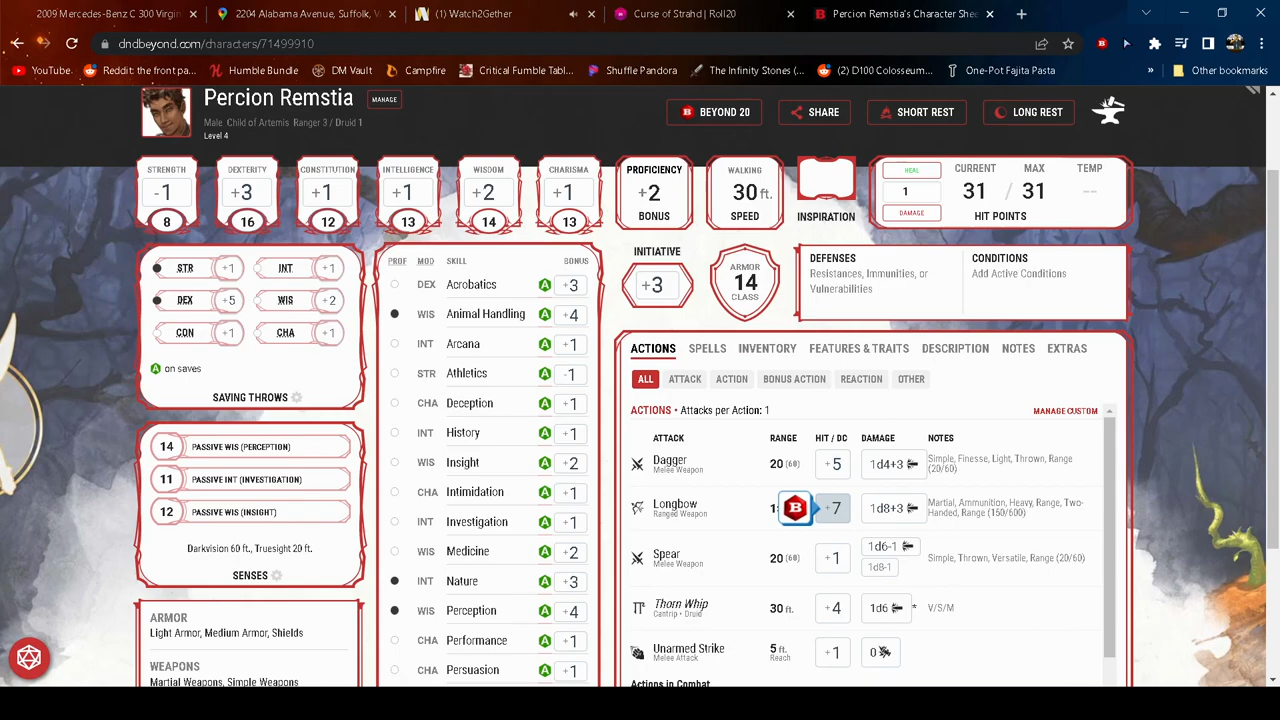 2009 Mercedes-Benz C 300 Virgin
2204 Alabama Avenue, Suffolk, V
(1) Watch2Gether
Curse of Strahd | Roll20
Percion Remstia's Character She
dndbeyond.com/characters/71499910
YouTube
Reddit: the front pa...
Humble Bundle
DM Vault
Campfire
Critical Fumble Tabl...
Shuffle Pandora
The Infinity Stones (...
(2) D100 Colosseum...
One-Pot Fajita Pasta
»
Other bookmarks
Percion Remstia
MANAGE
Male Child of Artemis Ranger 3 / Druid 1
Level 4
BEYOND 20
SHARE
SHORT REST
LONG REST
STRENGTH
-1
8
DEXTERITY
+3
16
CONSTITUTION
+1
12
INTELLIGENCE
+1
13
WISDOM
+2
14
CHARISMA
+1
13
PROFICIENCY
+2
BONUS
WALKING
30 ft.
SPEED
INSPIRATION
HEAL
1
DAMAGE
CURRENT MAX TEMP
31 / 31 --
HIT POINTS
STR +1 INT +1
DEX +5 WIS +2
CON +1 CHA +1
A on saves
SAVING THROWS
14 PASSIVE WIS (PERCEPTION)
11 PASSIVE INT (INVESTIGATION)
12 PASSIVE WIS (INSIGHT)
Darkvision 60 ft., Truesight 20 ft.
SENSES
ARMOR
Light Armor, Medium Armor, Shields
WEAPONS
Martial Weapons, Simple Weapons
PROF MOD SKILL BONUS
DEX Acrobatics A +3
WIS Animal Handling A +4
INT Arcana A +1
STR Athletics A -1
CHA Deception A +1
INT History A +1
WIS Insight A +2
CHA Intimidation A +1
INT Investigation A +1
WIS Medicine A +2
INT Nature A +3
WIS Perception A +4
CHA Performance A +1
CHA Persuasion A +1
INITIATIVE
+3
ARMOR
14
CLASS
DEFENSES
Resistances, Immunities, or
Vulnerabilities
CONDITIONS
Add Active Conditions
ACTIONS SPELLS INVENTORY FEATURES & TRAITS DESCRIPTION NOTES EXTRAS
ALL ATTACK ACTION BONUS ACTION REACTION OTHER
ACTIONS • Attacks per Action: 1
MANAGE CUSTOM
ATTACK RANGE HIT / DC DAMAGE NOTES
Dagger
Melee Weapon
20 (60) +5 1d4+3
Simple, Finesse, Light, Thrown, Range
(20/60)
Longbow
Ranged Weapon
B +7 1d8+3
Martial, Ammunition, Heavy, Range, Two-
Handed, Range (150/600)
Spear
Melee Weapon
20 (60) +1 1d6-1
1d8-1
Simple, Thrown, Versatile, Range (20/60)
Thorn Whip
Cantrip • Druid
30 ft. +4 1d6 * V/S/M
Unarmed Strike
Melee Attack
5 ft.
Reach
+1 0
Actions in Combat